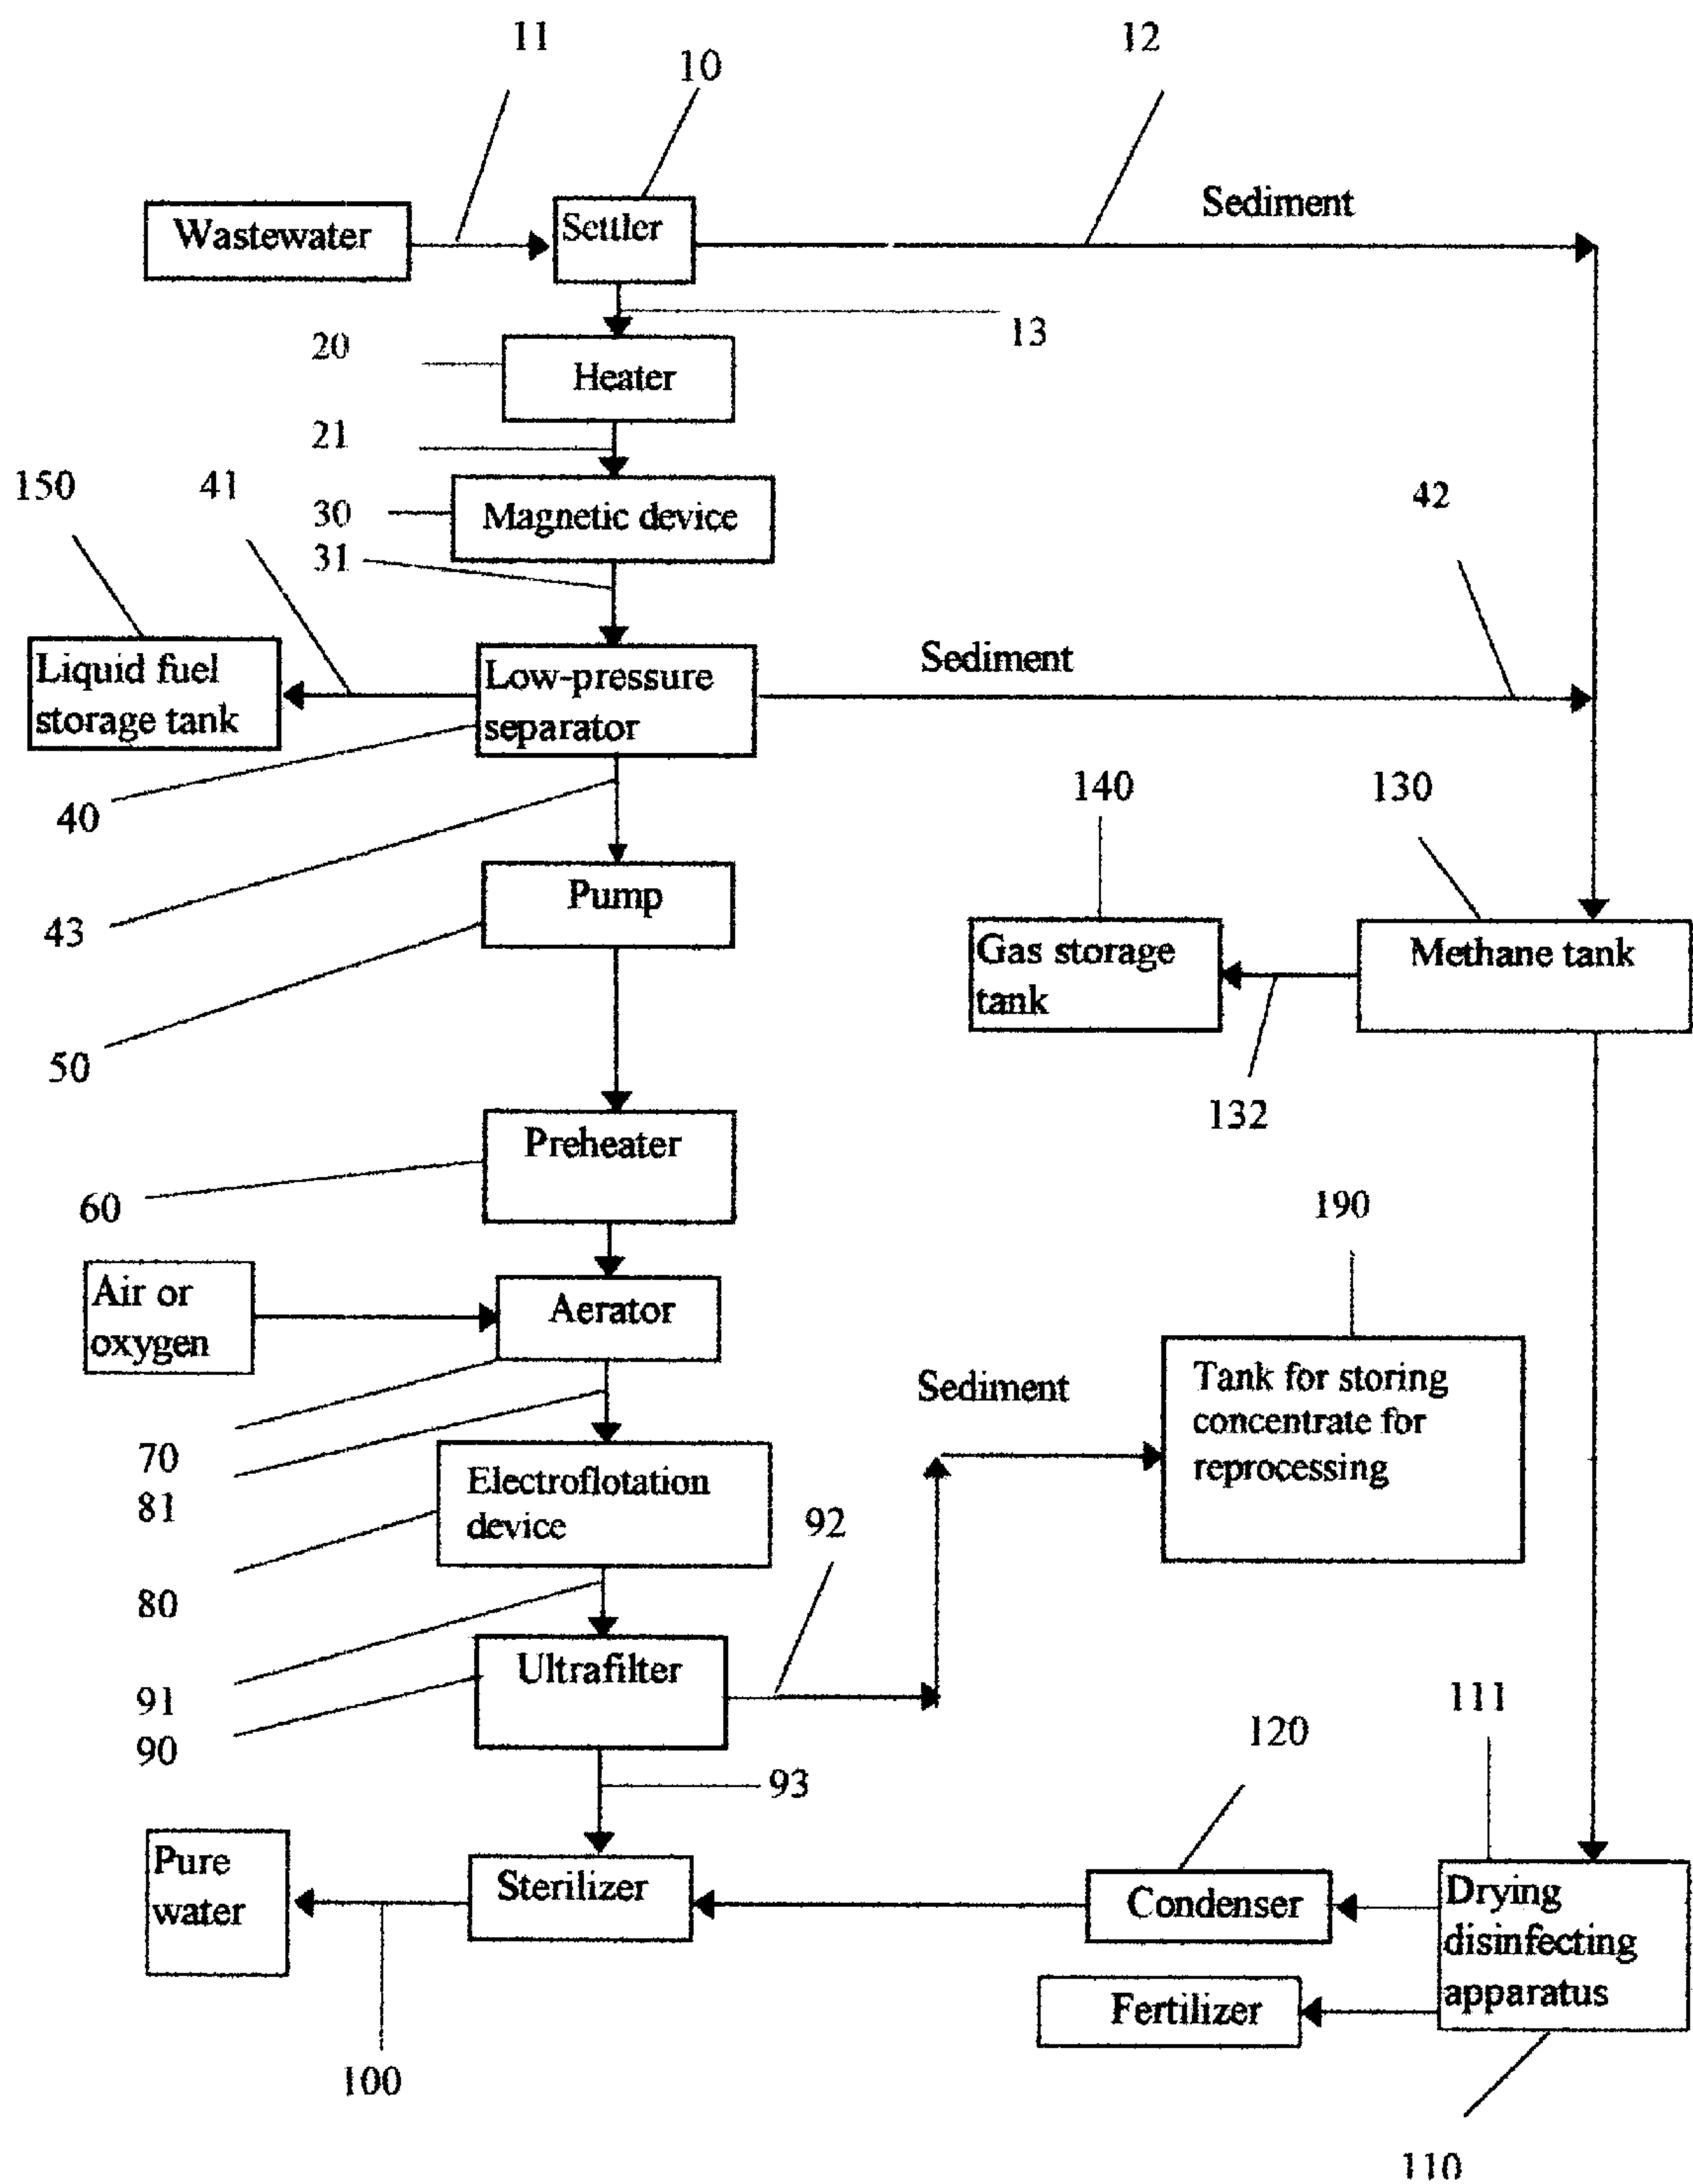 11
10
12
Sediment
Wastewater
Settler
13
20
Heater
21
150
41
42
30
Magnetic device
31
Liquid fuel
storage tank
Low-pressure
separator
Sediment
40
140
130
43
Pump
Gas storage
tank
Methane tank
50
132
Preheater
60
190
Air or
oxygen
Aerator
Sediment
Tank for storing
concentrate for
reprocessing
70
81
Electroflotation
device
92
80
Ultrafilter
91
90
111
120
93
Pure
water
Sterilizer
Condenser
Drying
disinfecting
apparatus
Fertilizer
100
110